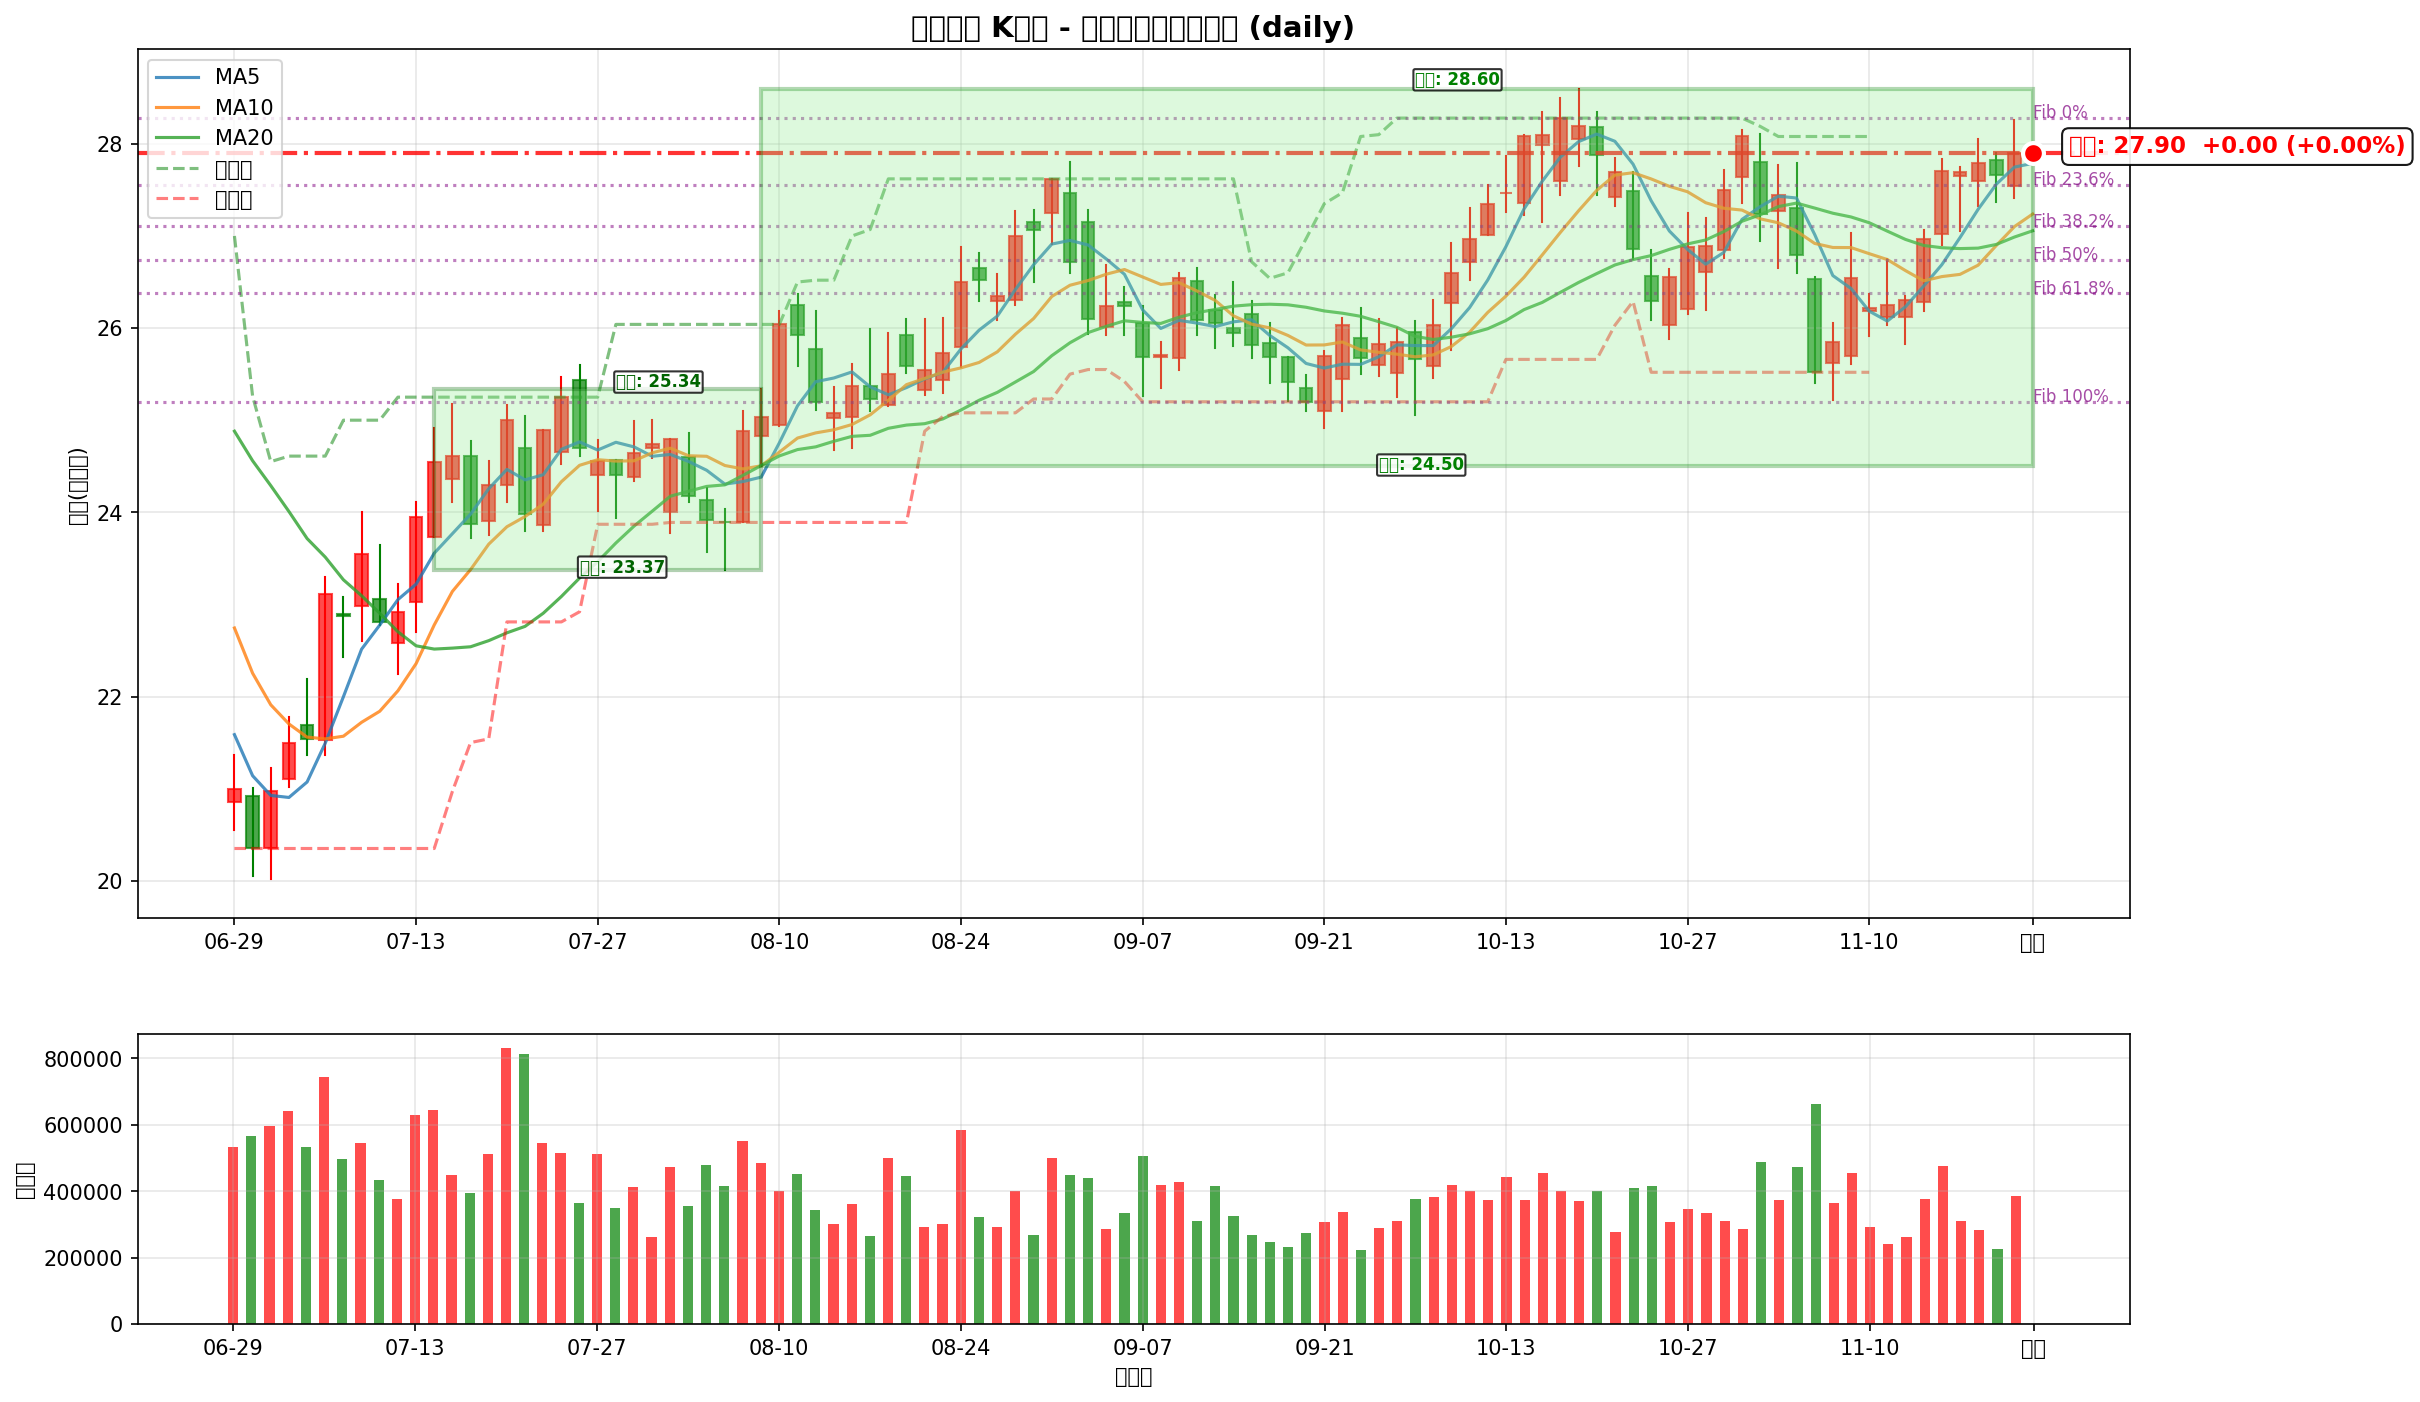 K - (daily)
MA5
MA10
MA20
: 28.60
Fib 0%
: 27.90 +0.00 (+0.00%)
Fib 23.6%
Fib 38.2%
Fib 50%
Fib 61.8%
: 25.34
Fib 100%
: 24.50
: 23.37
28
26
24
22
20
( )
06-29 07-13 07-27 08-10 08-24 09-07 09-21 10-13 10-27 11-10
800000
600000
400000
200000
0
06-29 07-13 07-27 08-10 08-24 09-07 09-21 10-13 10-27 11-10